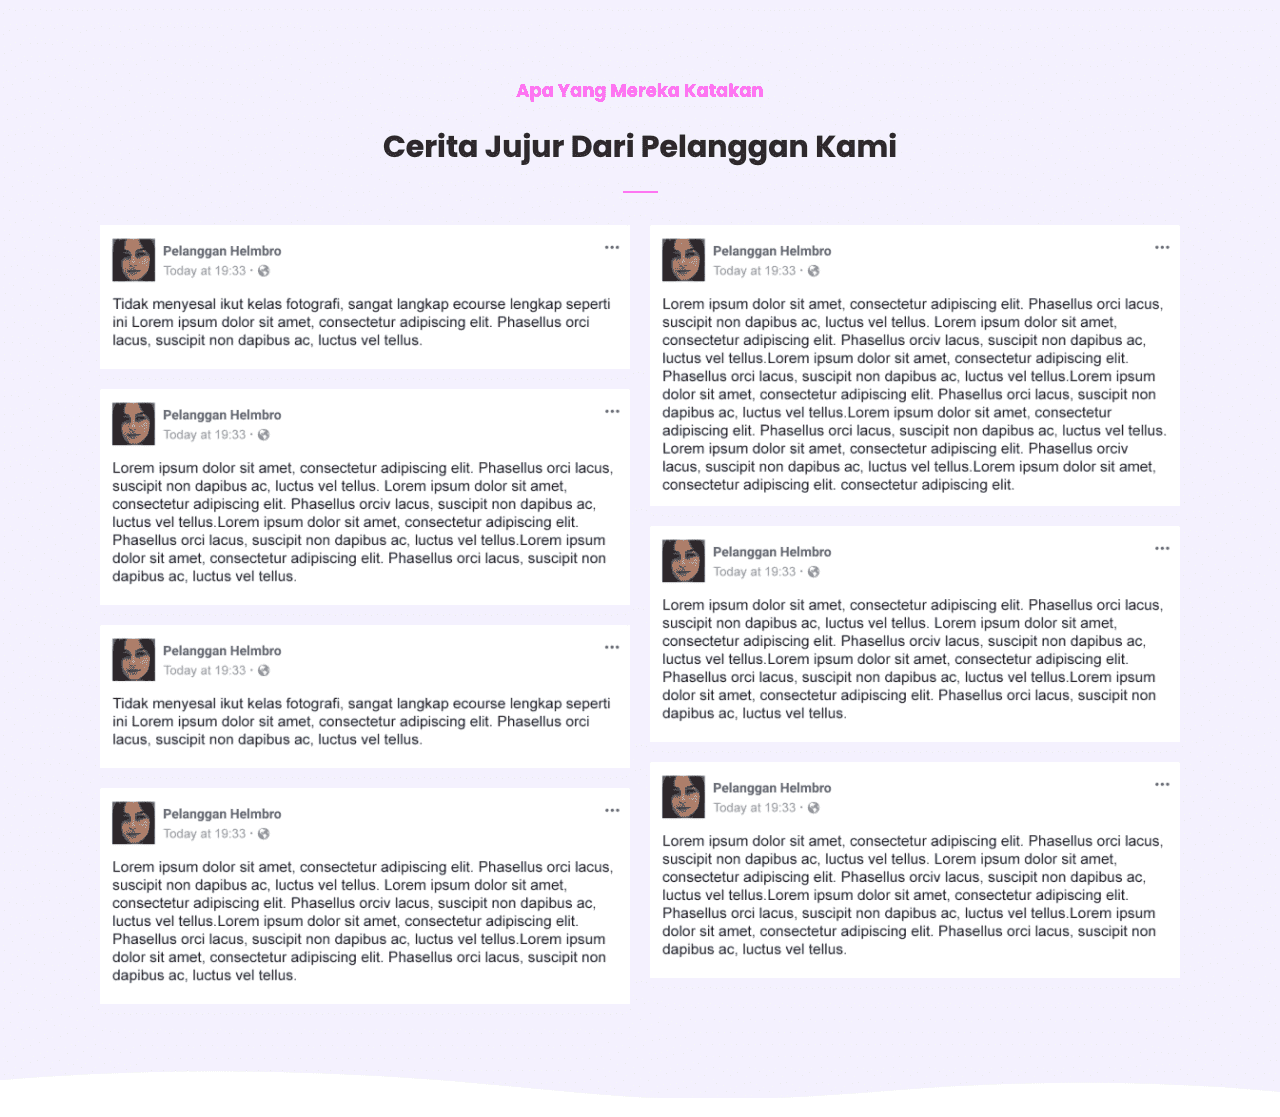 Apa Yang Mereka Katakan
Cerita Jujur Dari Pelanggan Kami
Pelanggan Helmbro
Today at 19:33 ·
Tidak menyesal ikut kelas fotografi, sangat langkap ecourse lengkap seperti
ini Lorem ipsum dolor sit amet, consectetur adipiscing elit. Phasellus orci
lacus, suscipit non dapibus ac, luctus vel tellus.
Pelanggan Helmbro
Today at 19:33 ·
Lorem ipsum dolor sit amet, consectetur adipiscing elit. Phasellus orci lacus,
suscipit non dapibus ac, luctus vel tellus. Lorem ipsum dolor sit amet,
consectetur adipiscing elit. Phasellus orciv lacus, suscipit non dapibus ac,
luctus vel tellus.Lorem ipsum dolor sit amet, consectetur adipiscing elit.
Phasellus orci lacus, suscipit non dapibus ac, luctus vel tellus.Lorem ipsum
dolor sit amet, consectetur adipiscing elit. Phasellus orci lacus, suscipit non
dapibus ac, luctus vel tellus.
Pelanggan Helmbro
Today at 19:33 ·
Tidak menyesal ikut kelas fotografi, sangat langkap ecourse lengkap seperti
ini Lorem ipsum dolor sit amet, consectetur adipiscing elit. Phasellus orci
lacus, suscipit non dapibus ac, luctus vel tellus.
Pelanggan Helmbro
Today at 19:33 ·
Lorem ipsum dolor sit amet, consectetur adipiscing elit. Phasellus orci lacus,
suscipit non dapibus ac, luctus vel tellus. Lorem ipsum dolor sit amet,
consectetur adipiscing elit. Phasellus orciv lacus, suscipit non dapibus ac,
luctus vel tellus.Lorem ipsum dolor sit amet, consectetur adipiscing elit.
Phasellus orci lacus, suscipit non dapibus ac, luctus vel tellus.Lorem ipsum
dolor sit amet, consectetur adipiscing elit. Phasellus orci lacus, suscipit non
dapibus ac, luctus vel tellus.
Pelanggan Helmbro
Today at 19:33 ·
Lorem ipsum dolor sit amet, consectetur adipiscing elit. Phasellus orci lacus,
suscipit non dapibus ac, luctus vel tellus. Lorem ipsum dolor sit amet,
consectetur adipiscing elit. Phasellus orciv lacus, suscipit non dapibus ac,
luctus vel tellus.Lorem ipsum dolor sit amet, consectetur adipiscing elit.
Phasellus orci lacus, suscipit non dapibus ac, luctus vel tellus.Lorem ipsum
dolor sit amet, consectetur adipiscing elit. Phasellus orci lacus, suscipit non
dapibus ac, luctus vel tellus.Lorem ipsum dolor sit amet, consectetur
adipiscing elit. Phasellus orci lacus, suscipit non dapibus ac, luctus vel tellus.
Lorem ipsum dolor sit amet, consectetur adipiscing elit. Phasellus orciv
lacus, suscipit non dapibus ac, luctus vel tellus.Lorem ipsum dolor sit amet,
consectetur adipiscing elit. consectetur adipiscing elit.
Pelanggan Helmbro
Today at 19:33 ·
Lorem ipsum dolor sit amet, consectetur adipiscing elit. Phasellus orci lacus,
suscipit non dapibus ac, luctus vel tellus. Lorem ipsum dolor sit amet,
consectetur adipiscing elit. Phasellus orciv lacus, suscipit non dapibus ac,
luctus vel tellus.Lorem ipsum dolor sit amet, consectetur adipiscing elit.
Phasellus orci lacus, suscipit non dapibus ac, luctus vel tellus.Lorem ipsum
dolor sit amet, consectetur adipiscing elit. Phasellus orci lacus, suscipit non
dapibus ac, luctus vel tellus.
Pelanggan Helmbro
Today at 19:33 ·
Lorem ipsum dolor sit amet, consectetur adipiscing elit. Phasellus orci lacus,
suscipit non dapibus ac, luctus vel tellus. Lorem ipsum dolor sit amet,
consectetur adipiscing elit. Phasellus orciv lacus, suscipit non dapibus ac,
luctus vel tellus.Lorem ipsum dolor sit amet, consectetur adipiscing elit.
Phasellus orci lacus, suscipit non dapibus ac, luctus vel tellus.Lorem ipsum
dolor sit amet, consectetur adipiscing elit. Phasellus orci lacus, suscipit non
dapibus ac, luctus vel tellus.